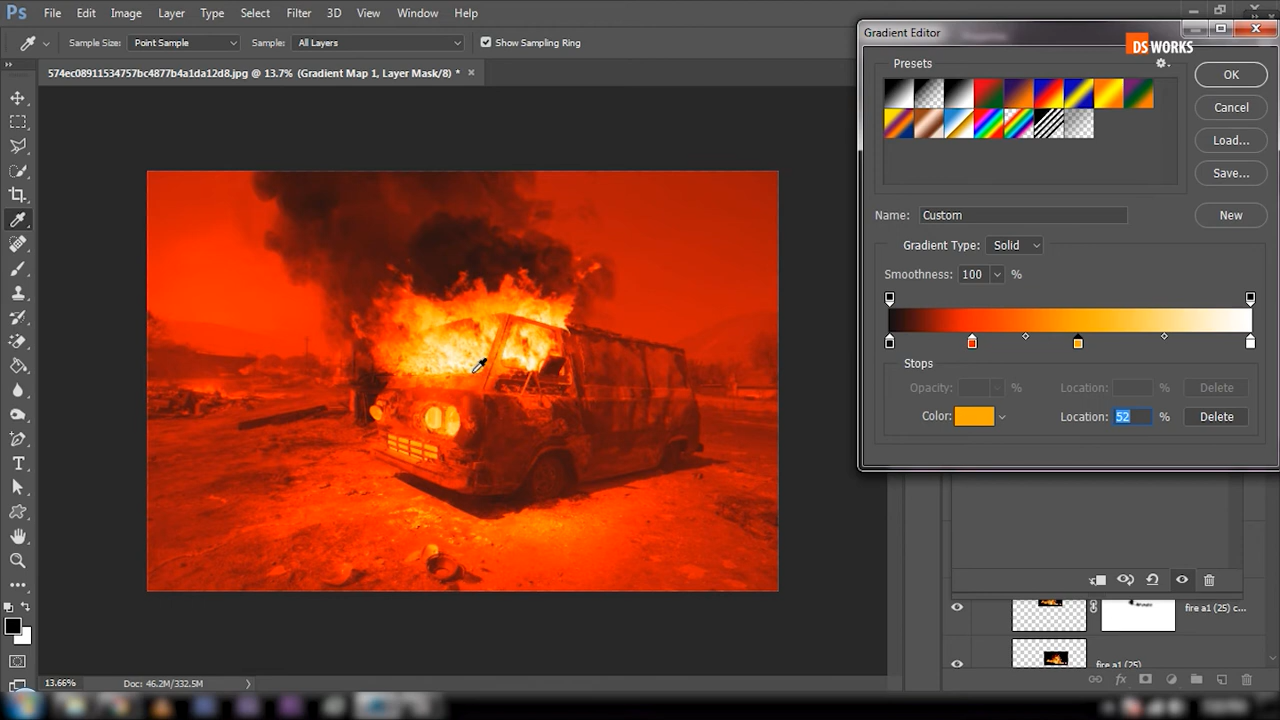 Ps File Edit Image Layer Type Select Filter 3D View Window Help
Sample Size: Point Sample Sample: All Layers Show Sampling Ring
574ec08911534757bc4877b4a1da12d8.jpg @ 13.7% (Gradient Map 1, Layer Mask/8) *
Gradient Editor
DS WORKS
Presets
OK
Cancel
Load...
Save...
Name: Custom
New
Gradient Type: Solid
Smoothness: 100 %
Stops
Opacity: % Location: % Delete
Color: Location: 52 % Delete
fire a1 (25) c...
fire a1 (25)
13.66% Doc: 46.2M/332.5M